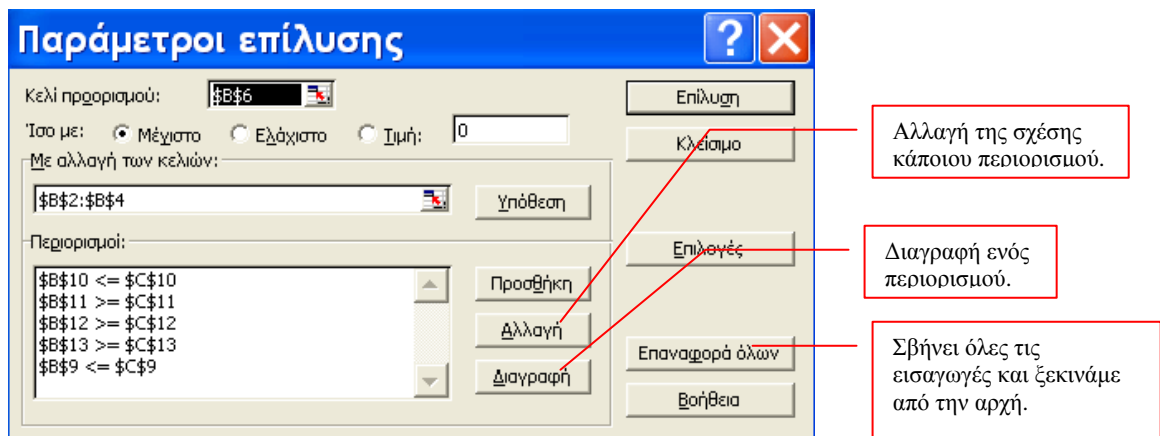 Παράμετροι επίλυσης
Κελί προορισμού: $B$6 Επίλυση
Ίσο με: Μέγιστο Ελάχιστο Τιμή: 0 Κλείσιμο
Με αλλαγή των κελιών:
$B$2:$B$4 Υπόθεση
Περιορισμοί: Επιλογές
$B$10 <= $C$10 Προσθήκη
$B$11 >= $C$11
$B$12 >= $C$12 Αλλαγή
$B$13 >= $C$13 Επαναφορά όλων
$B$9 <= $C$9 Διαγραφή
Βοήθεια
Αλλαγή της σχέσης
κάποιου περιορισμού.
Διαγραφή ενός
περιορισμού.
Σβήνει όλες τις
εισαγωγές και ξεκινάμε
από την αρχή.